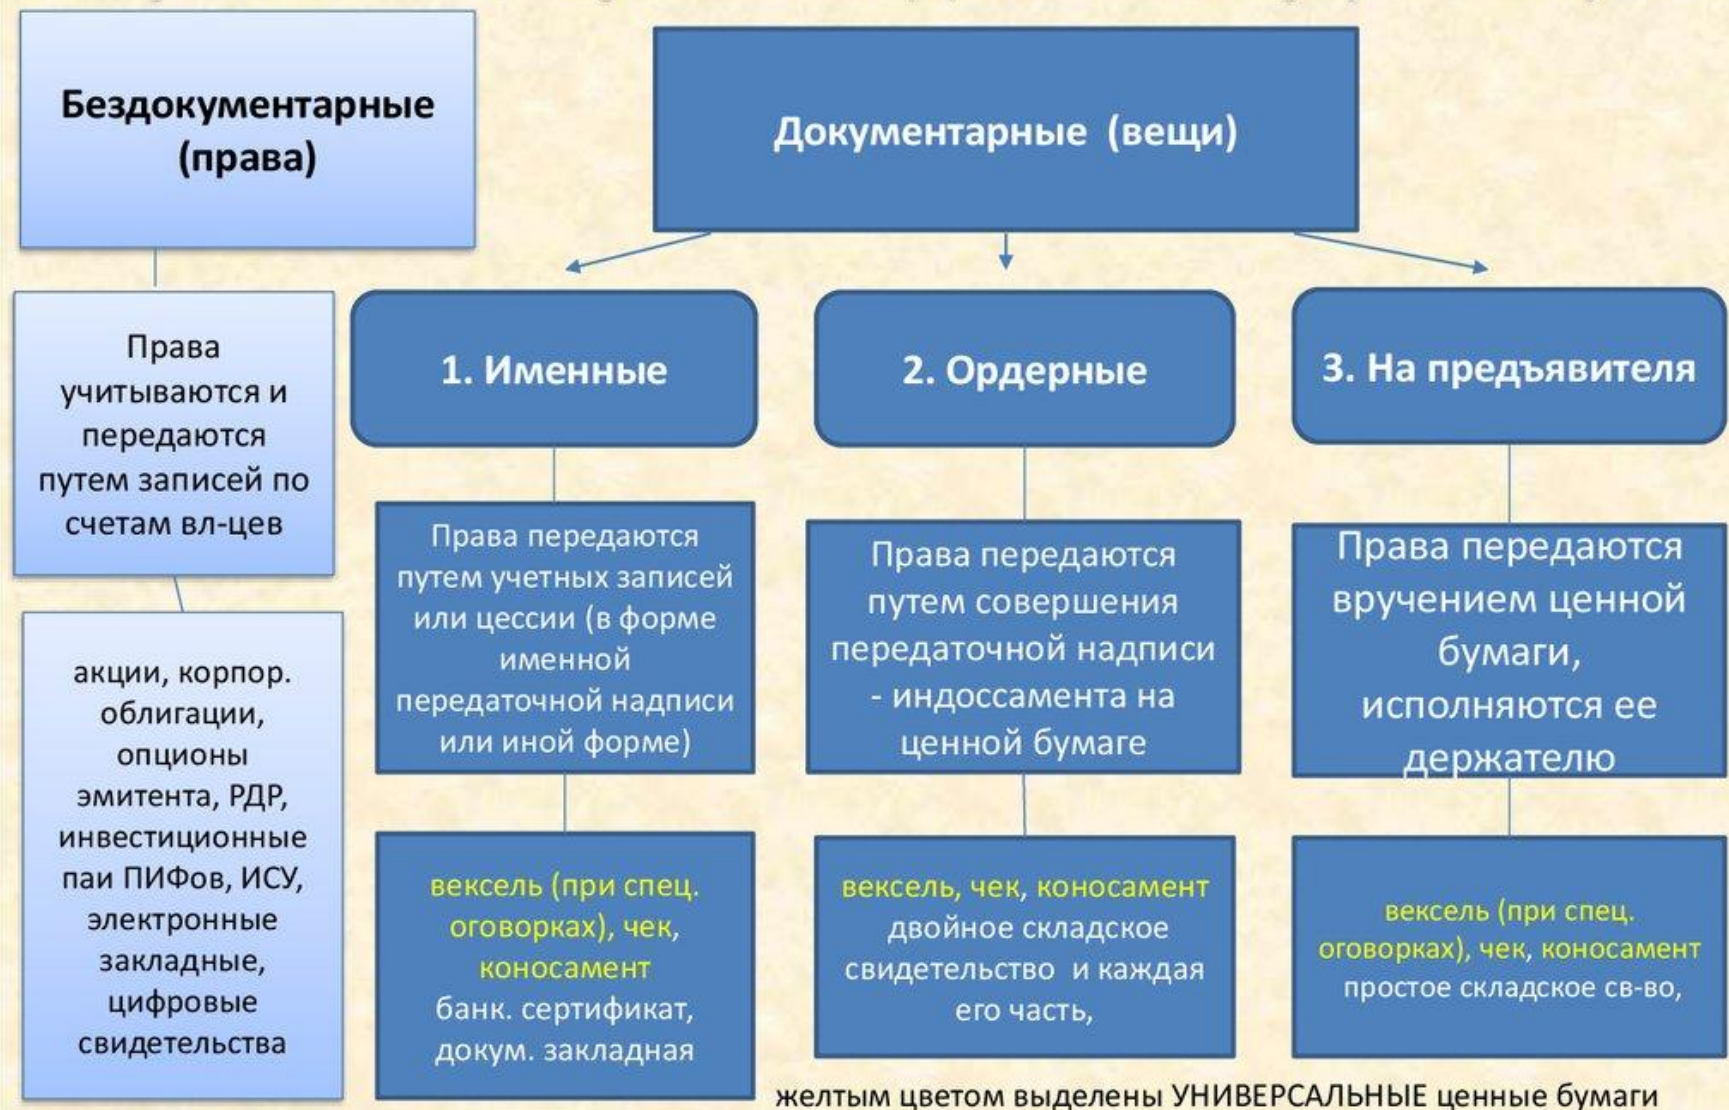 Бездокументарные
(права)
Документарные (вещи)
Права
учитываются и
передаются
путем записей по
счетам вл-цев
акции, корпор.
облигации,
опционы
эмитента, РДР,
инвестиционные
паи ПИФов, ИСУ,
электронные
закладные,
цифровые
свидетельства
1. Именные
Права передаются
путем учетных записей
или цессии (в форме
именной
передаточной надписи
или иной форме)
вексель (при спец.
оговорках), чек,
коносамент
банк. сертификат,
докум. закладная
2. Ордерные
Права передаются
путем совершения
передаточной надписи
- индоссамента на
ценной бумаге
вексель, чек, коносамент
двойное складское
свидетельство и каждая
его часть,
3. На предъявителя
Права передаются
вручением ценной
бумаги,
исполняются ее
держателю
вексель (при спец.
оговорках), чек, коносамент
простое складское св-во,
желтым цветом выделены УНИВЕРСАЛЬНЫЕ ценные бумаги